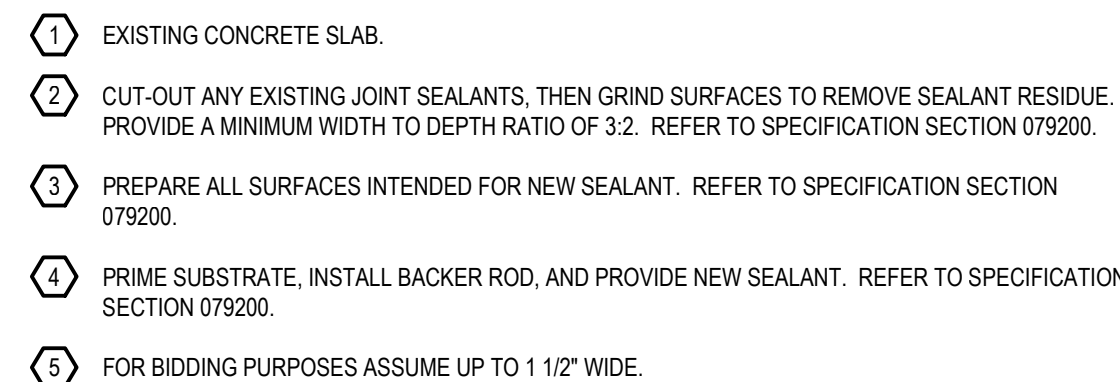 1 EXISTING CONCRETE SLAB.
2 CUT-OUT ANY EXISTING JOINT SEALANTS, THEN GRIND SURFACES TO REMOVE SEALANT RESIDUE.
PROVIDE A MINIMUM WIDTH TO DEPTH RATIO OF 3:2. REFER TO SPECIFICATION SECTION 079200.
3 PREPARE ALL SURFACES INTENDED FOR NEW SEALANT. REFER TO SPECIFICATION SECTION
079200.
4 PRIME SUBSTRATE, INSTALL BACKER ROD, AND PROVIDE NEW SEALANT. REFER TO SPECIFICATION
SECTION 079200.
5 FOR BIDDING PURPOSES ASSUME UP TO 1 1/2" WIDE.